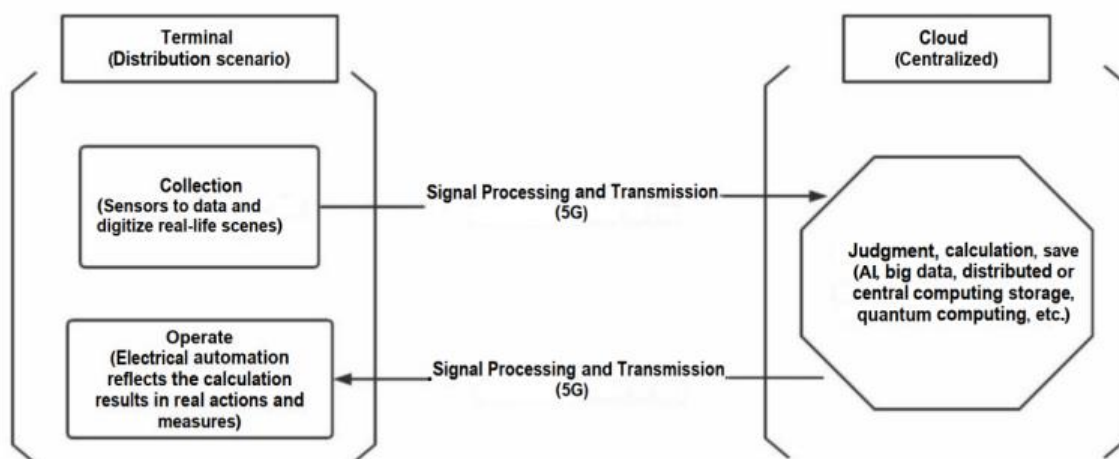 Terminal
(Distribution scenario)
Cloud
(Centralized)
Collection
(Sensors to data and
digitize real-life scenes)
Signal Processing and Transmission
(5G)
Judgment, calculation, save
(AI, big data, distributed or
central computing storage,
quantum computing, etc.)
Operate
(Electrical automation
reflects the calculation
results in real actions and
measures)
Signal Processing and Transmission
(5G)